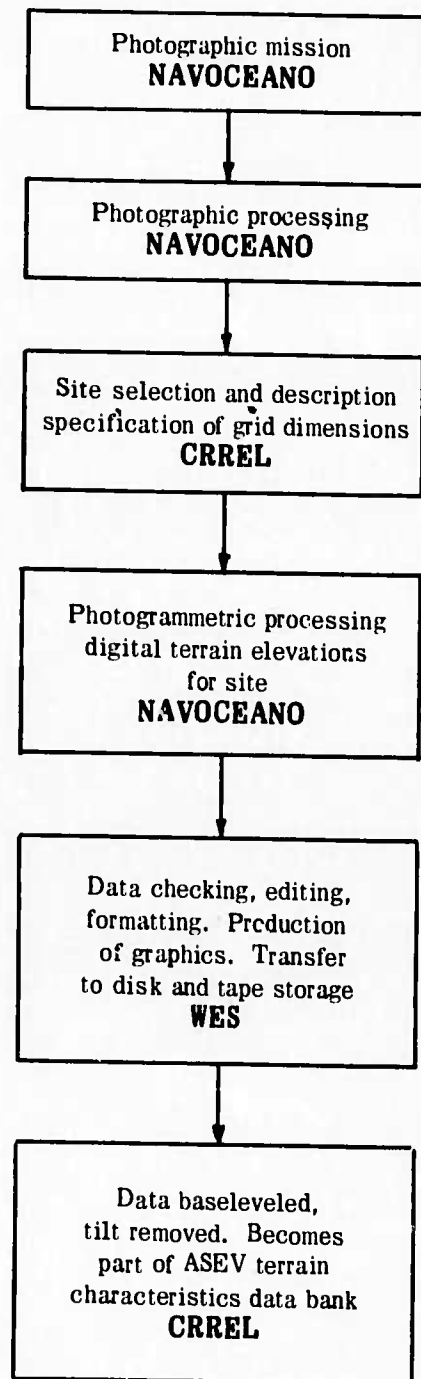 Photographic mission
NAVOCEANO
Photographic processing
NAVOCEANO
Site selection and description
specification of grid dimensions
CRREL
Photogrammetric processing
digital terrain elevations
for site
NAVOCEANO
Data checking, editing,
formatting. Production
of graphics. Transfer
to disk and tape storage
WES
Data baseleveled,
tilt removed. Becomes
part of ASEV terrain
characteristics data bank
CRREL